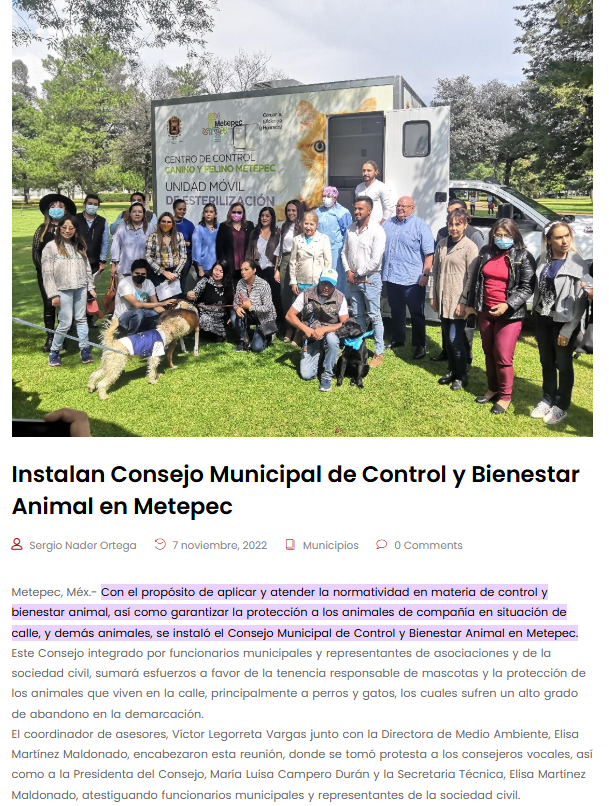 Metepec
CENTRO DE CONTROL
CANINO Y FELINO METEPEC
UNIDAD MÓVIL
DE ESTERILIZACIÓN
Instalan Consejo Municipal de Control y Bienestar
Animal en Metepec
Sergio Nader Ortega 7 noviembre, 2022 Municipios 0 Comments
Metepec, Méx.- Con el propósito de aplicar y atender la normatividad en materia de control y
bienestar animal, así como garantizar la protección a los animales de compañía en situación de
calle, y demás animales, se instaló el Consejo Municipal de Control y Bienestar Animal en Metepec.
Este Consejo integrado por funcionarios municipales y representantes de asociaciones y de la
sociedad civil, sumará esfuerzos a favor de la tenencia responsable de mascotas y la protección de
los animales que viven en la calle, principalmente a perros y gatos, los cuales sufren un alto grado
de abandono en la demarcación.
El coordinador de asesores, Víctor Legorreta Vargas junto con la Directora de Medio Ambiente, Elisa
Martínez Maldonado, encabezaron esta reunión, donde se tomó protesta a los consejeros vocales, así
como a la Presidenta del Consejo, María Luisa Campero Durán y la Secretaria Técnica, Elisa Martínez
Maldonado, atestiguando funcionarios municipales y representantes de la sociedad civil.